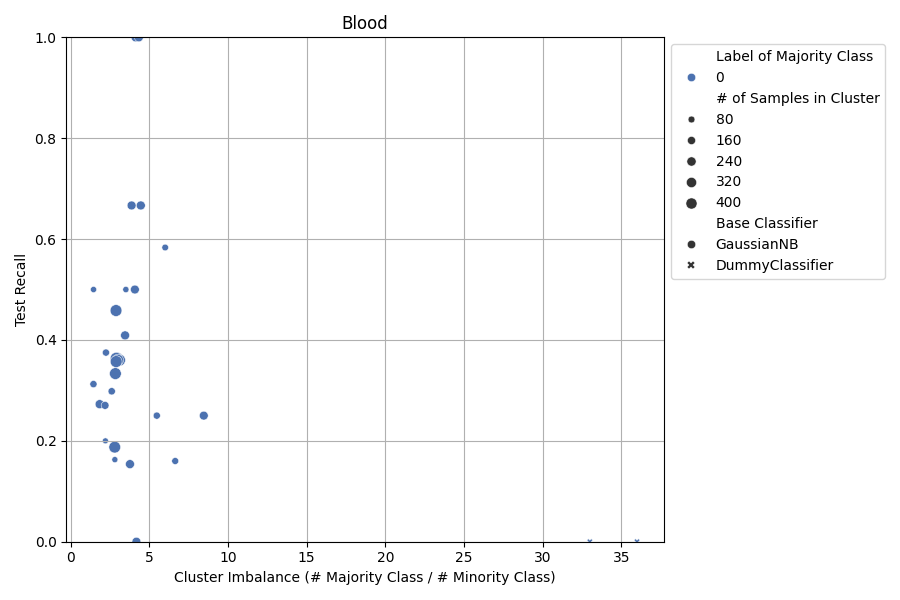 Blood
1.0
0.8
0.6
0.4
0.2
0.0
Test Recall
0 5 10 15 20 25 30 35
Cluster Imbalance (# Majority Class / # Minority Class)
Label of Majority Class
0
# of Samples in Cluster
80
160
240
320
400
Base Classifier
GaussianNB
DummyClassifier